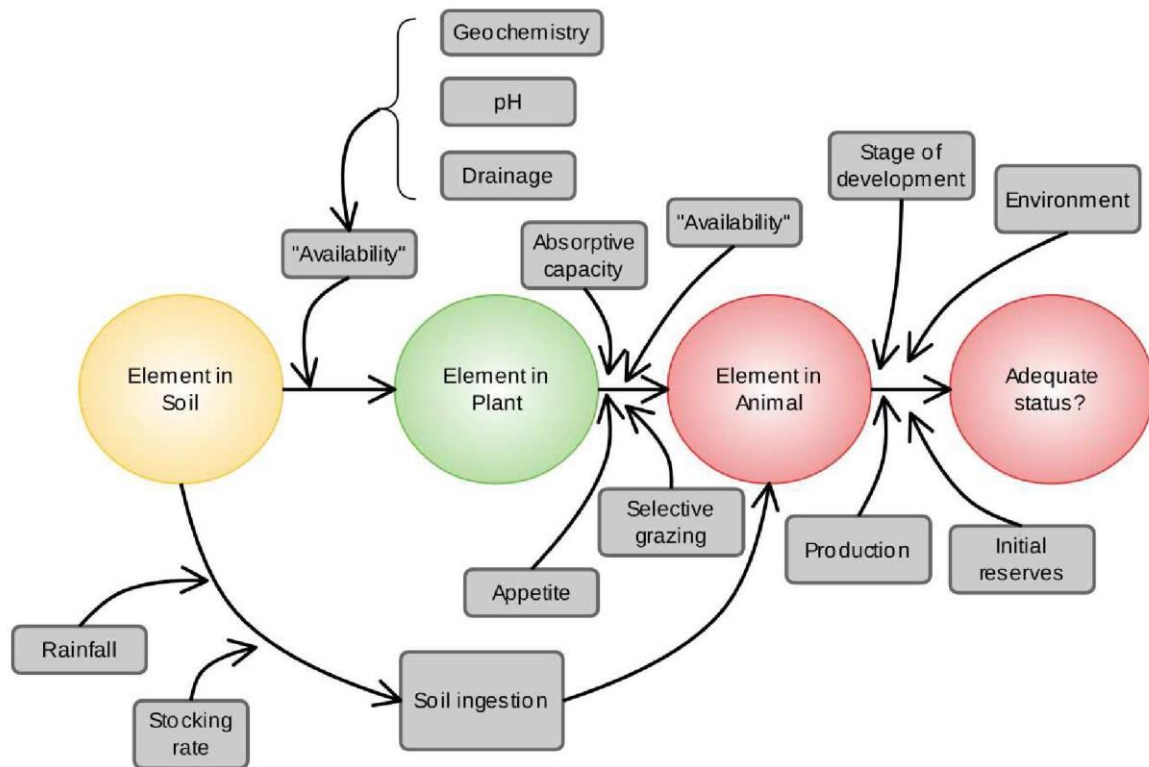 Geochemistry
pH
Drainage
"Availability"
Absorptive
capacity
"Availability"
Stage of
development
Environment
Element in
Soil
Element in
Plant
Element in
Animal
Adequate
status?
Selective
grazing
Appetite
Production
Initial
reserves
Rainfall
Stocking
rate
Soil ingestion